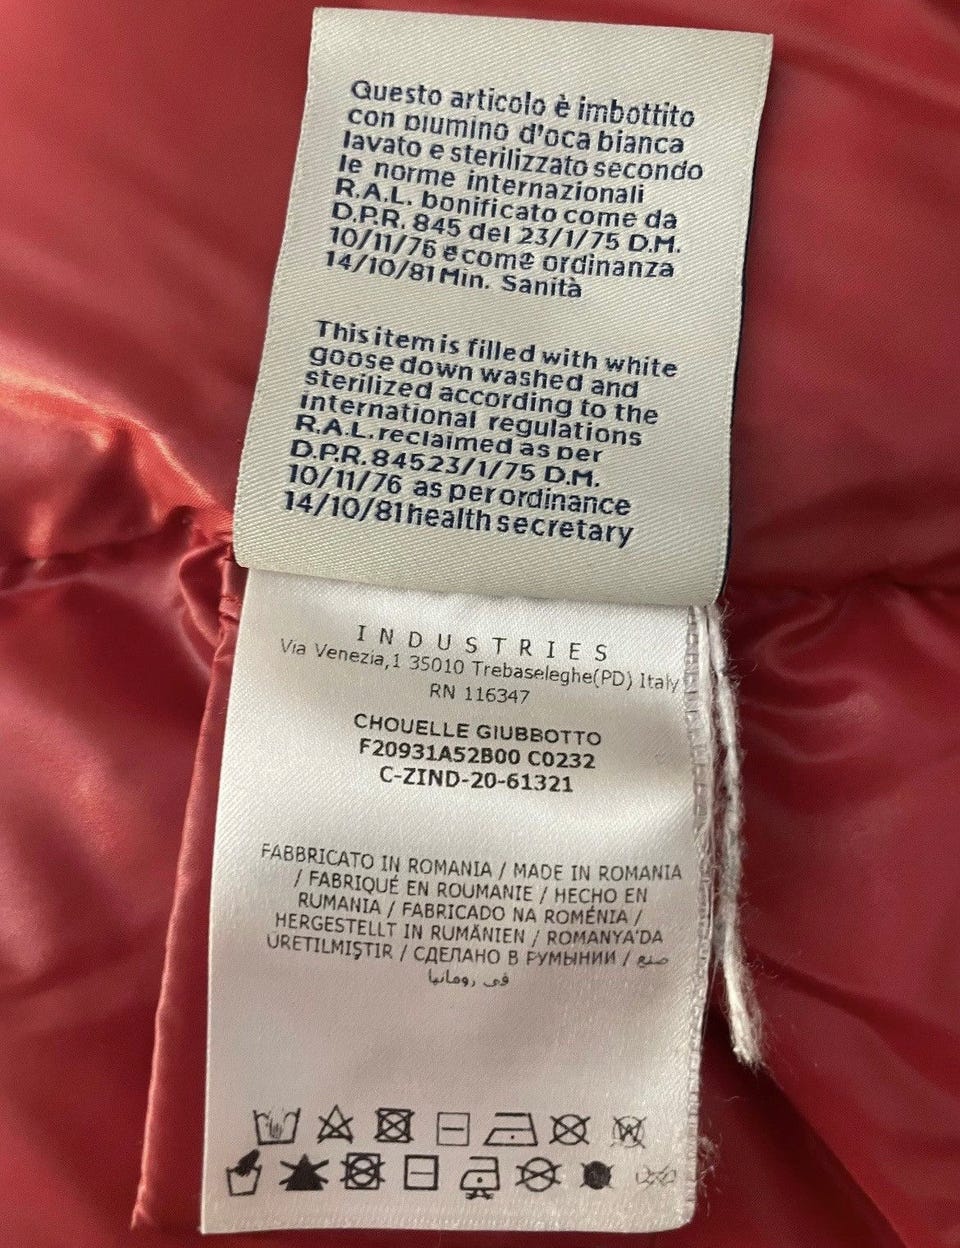 Questo articolo è imbottito
con piumino d'oca bianca
lavato e sterilizzato secondo
le norme internazionali
R.A.L. bonificato come da
D.P.R. 845 del 23/1/75 D.M.
10/11/76 e come ordinanza
14/10/81 Min. Sanità
This item is filled with white
goose down washed and
sterilized according to the
international regulations
R.A.L. reclaimed as per
D.P.R. 845 23/1/75 D.M.
10/11/76 as per ordinance
14/10/81 health secretary
INDUSTRIES
Via Venezia,1 35010 Trebaseleghe(PD) Italy
RN 116347
CHOUELLE GIUBBOTTO
F20931A52B00 C0232
C-ZIND-20-61321
FABBRICATO IN ROMANIA / MADE IN ROMANIA
/ FABRIQUÉ EN ROUMANIE / HECHO EN
RUMANIA / FABRICADO NA ROMÉNIA /
HERGESTELLT IN RUMÄNIEN / ROMANYA'DA
ÜRETILMIŞTIR / СДЕЛАНО В РУМЫНИИ / صنع
في رومانيا